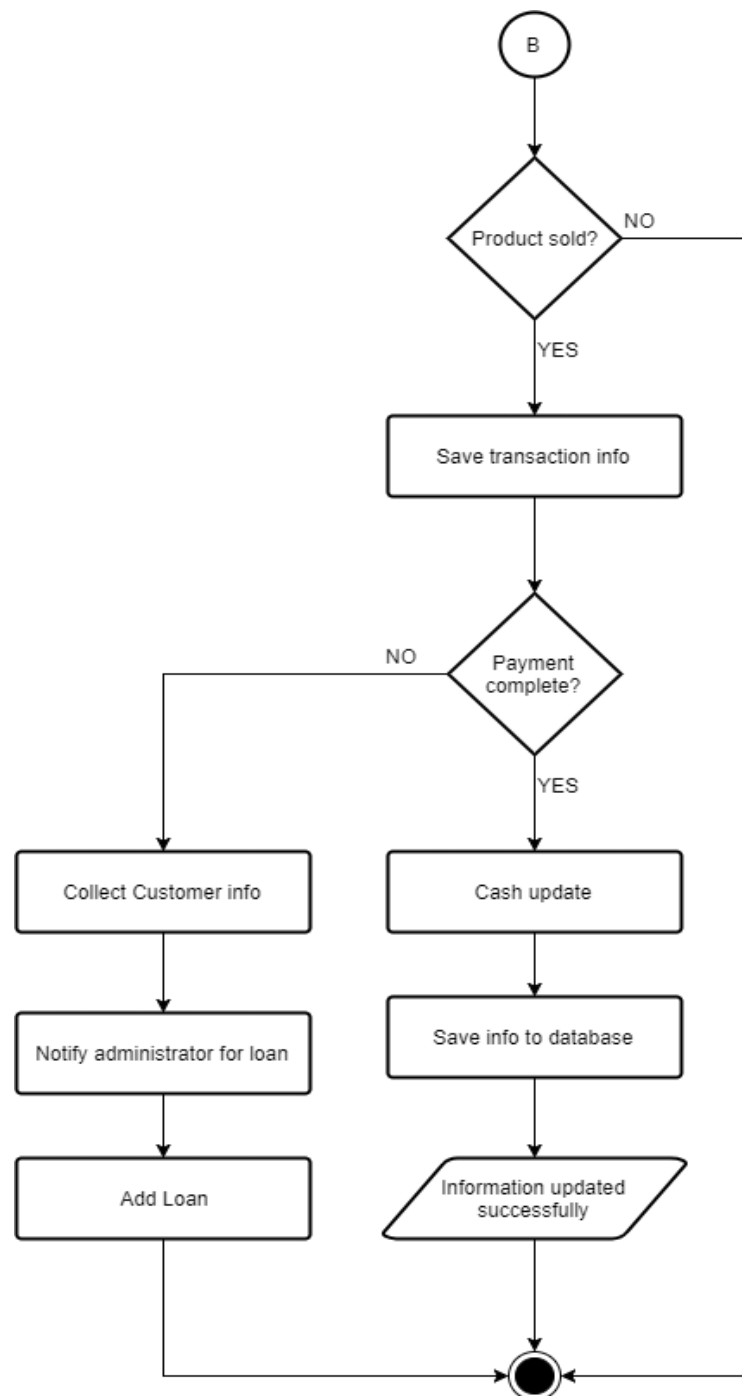 B
Product sold?
NO
YES
Save transaction info
NO
Payment
complete?
YES
Collect Customer info
Cash update
Notify administrator for loan
Save info to database
Add Loan
Information updated
successfully